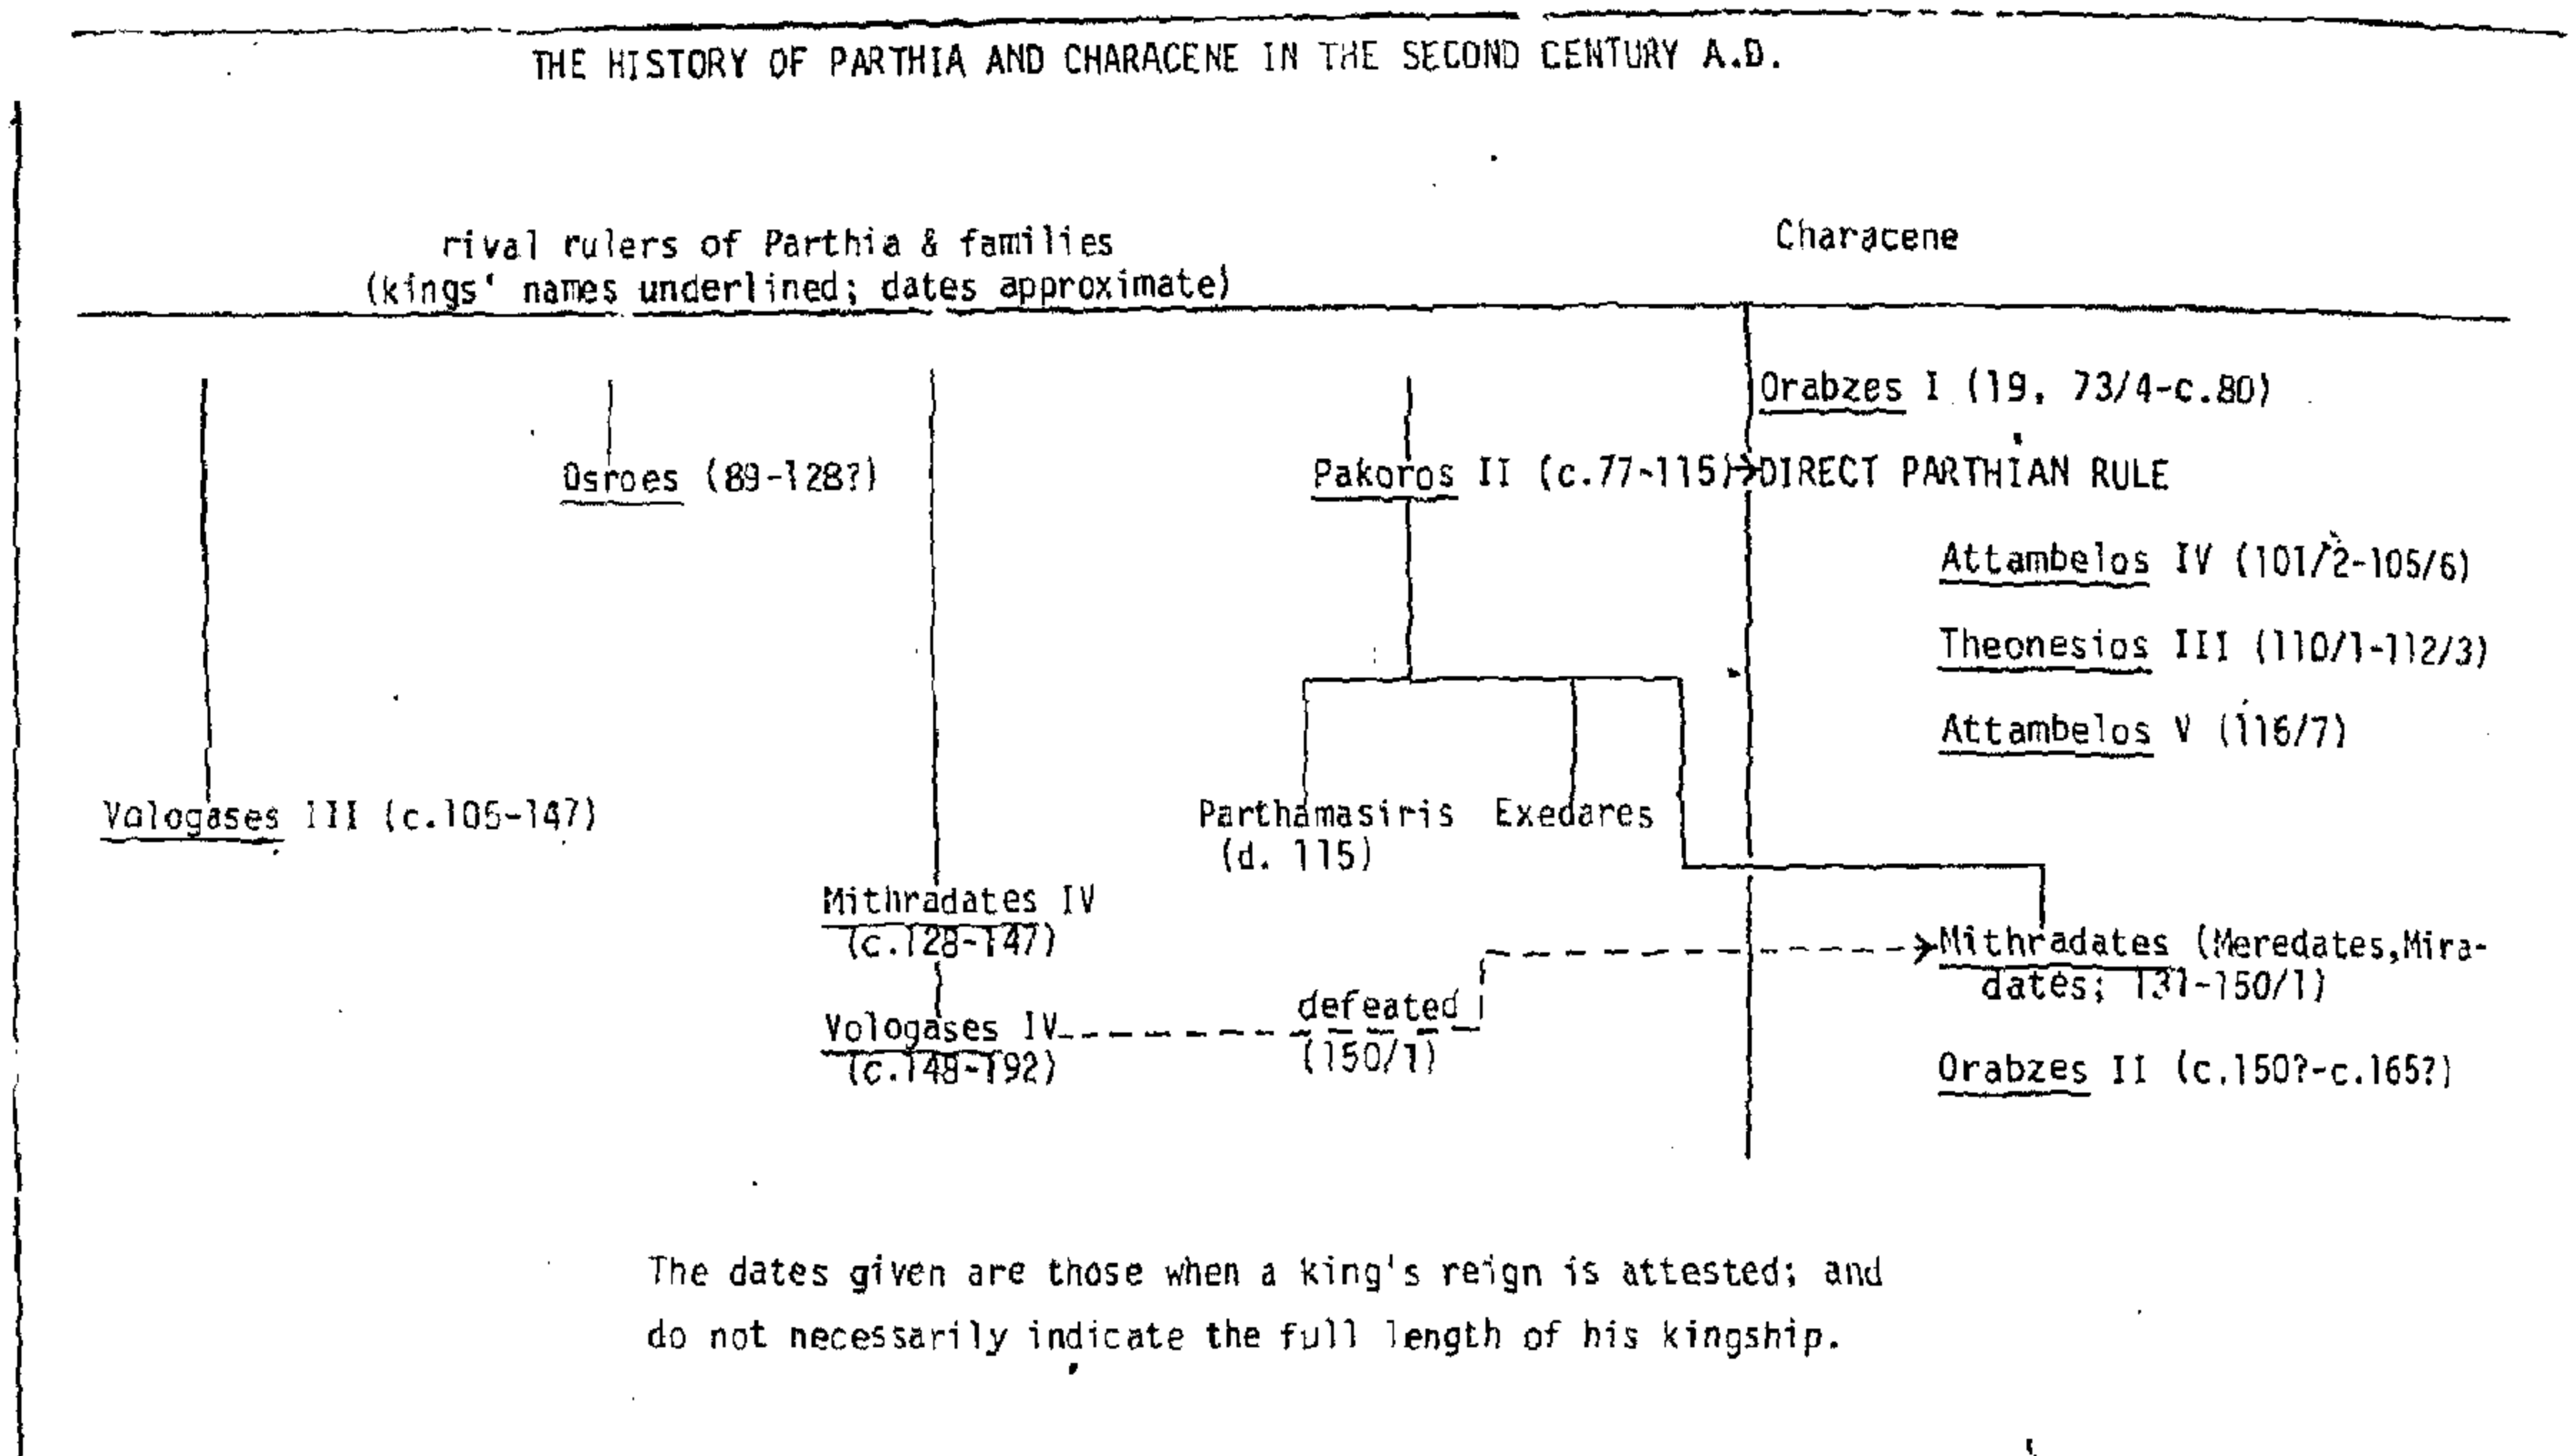 THE HISTORY OF PARTHIA AND CHARACENE IN THE SECOND CENTURY A.D.
rival rulers of Parthia & families
(kings' names underlined; dates approximate)
Characene
Orabzes I (19, 73/4-c.80)
Osroes (89-128?)
Pakoros II (c.77-115)
DIRECT PARTHIAN RULE
Attambelos IV (101/2-105/6)
Theonesios III (110/1-112/3)
Attambelos V (116/7)
Vologases III (c.105-147)
Parthamasiris
(d. 115)
Exedares
Mithradates IV
(c.128-147)
Mithradates (Meredates,Mira-
dates; 131-150/1)
Vologases IV
(c.148-192)
defeated
(150/1)
Orabzes II (c.150?-c.165?)
The dates given are those when a king's reign is attested; and
do not necessarily indicate the full length of his kingship.